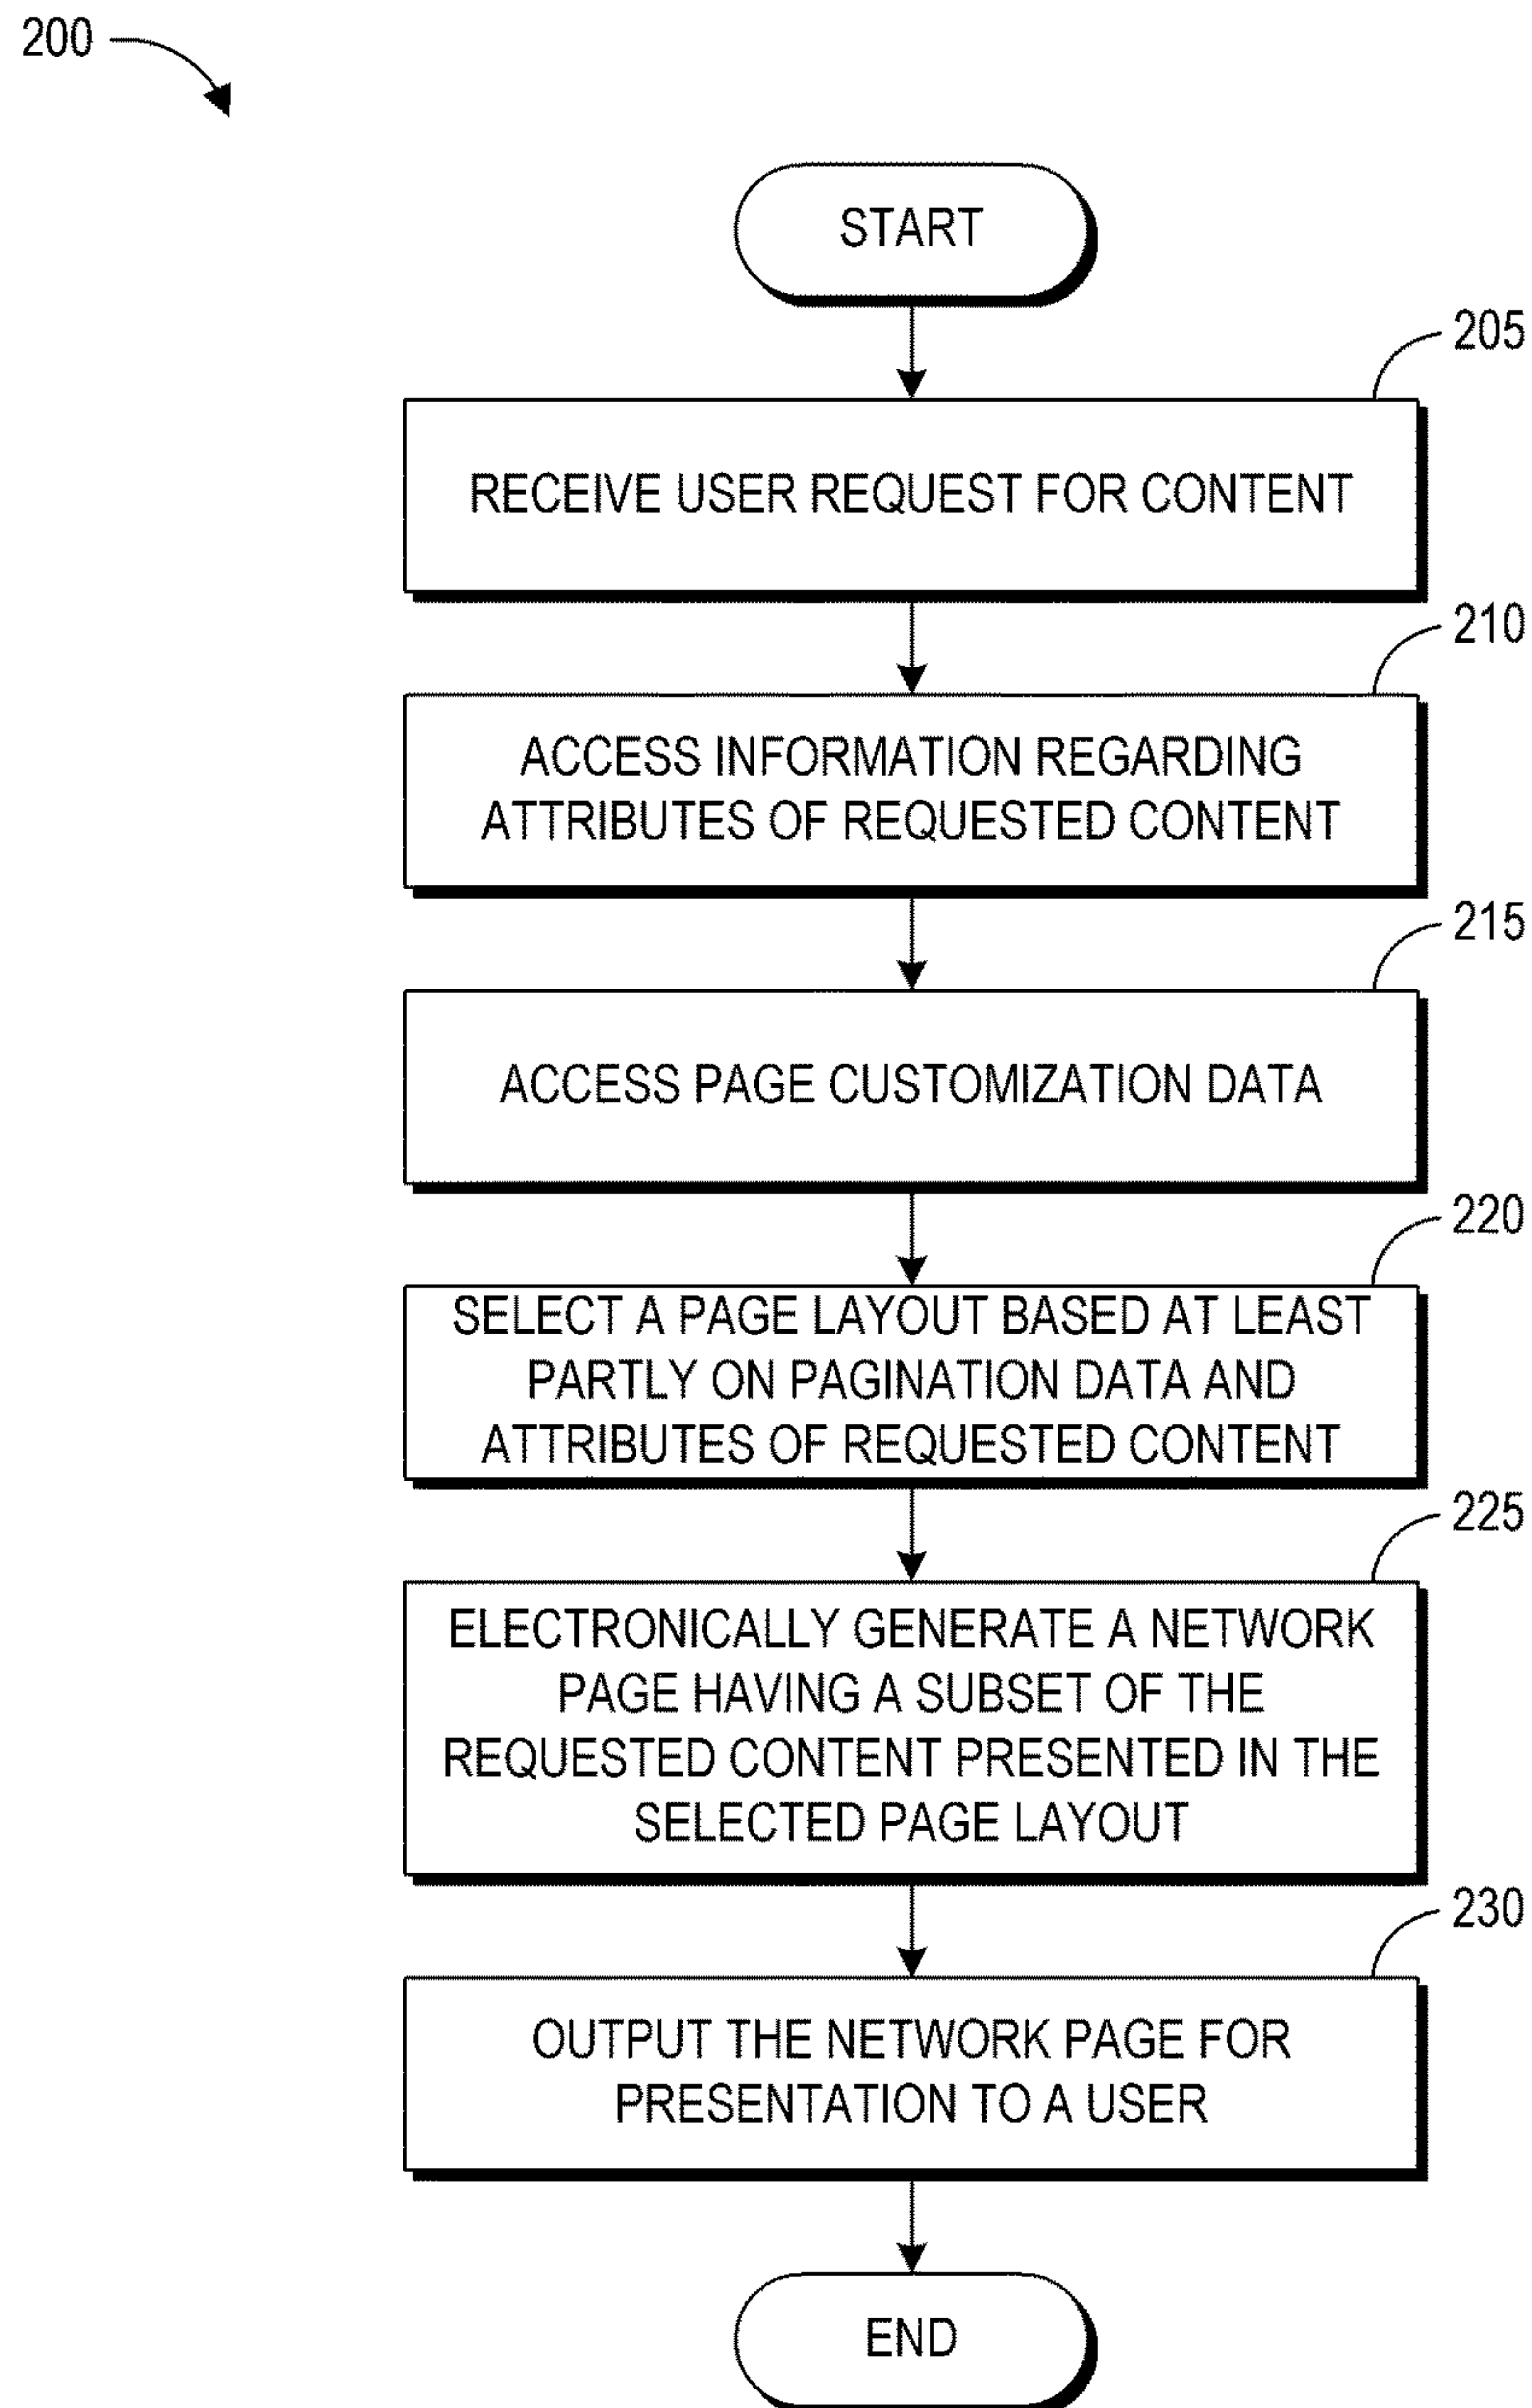 200
START
205
RECEIVE USER REQUEST FOR CONTENT
210
ACCESS INFORMATION REGARDING
ATTRIBUTES OF REQUESTED CONTENT
215
ACCESS PAGE CUSTOMIZATION DATA
220
SELECT A PAGE LAYOUT BASED AT LEAST
PARTLY ON PAGINATION DATA AND
ATTRIBUTES OF REQUESTED CONTENT
225
ELECTRONICALLY GENERATE A NETWORK
PAGE HAVING A SUBSET OF THE
REQUESTED CONTENT PRESENTED IN THE
SELECTED PAGE LAYOUT
230
OUTPUT THE NETWORK PAGE FOR
PRESENTATION TO A USER
END